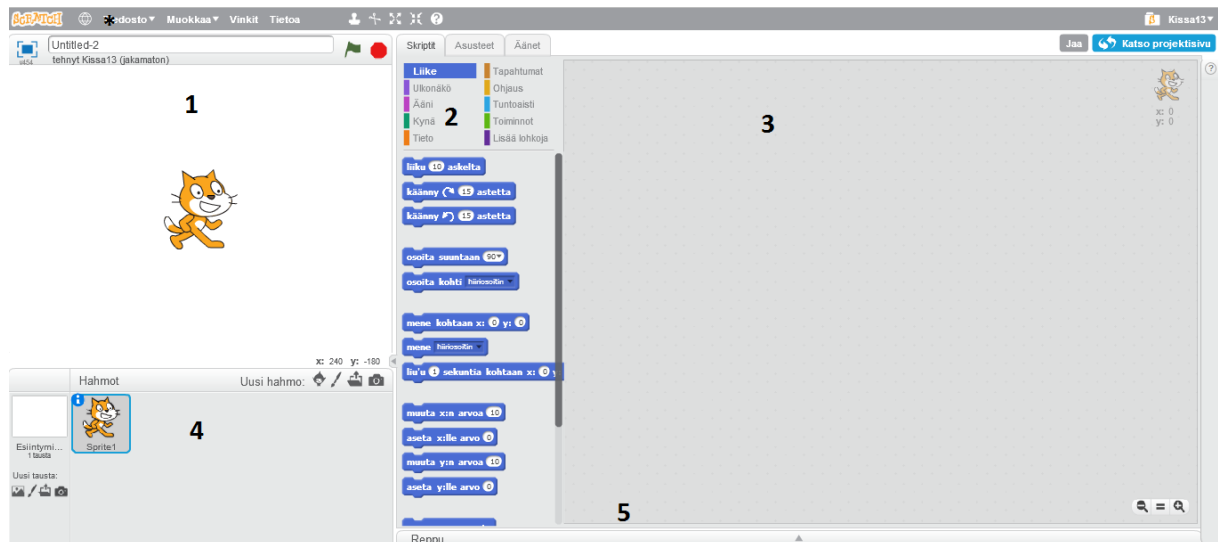 SCRATCH dosto Muokkaa Vinkit Tietoa Kissa13
Untitled-2
v454 tehnyt Kissa13 (jakamaton)
Skriptit Asusteet Äänet
Jaa Katso projektisivu
1
Liike Tapahtumat
Ulkonäkö Ohjaus
Ääni Tuntoaisti
Kynä Toiminnot
Tieto Lisää lohkoja
2
3
x: 0
y: 0
liiku 10 askelta
käänny 15 astetta
käänny 15 astetta
osoita suuntaan 90
osoita kohti hiiriosoitin
mene kohtaan x: 0 y: 0
mene hiiriosoitin
liu'u 1 sekuntia kohtaan x: 0 y
muuta x:n arvoa 10
aseta x:lle arvo 0
muuta y:n arvoa 10
aseta y:lle arvo 0
x: 240 y: -180
Hahmot Uusi hahmo:
4
Sprite1
Esiintymi...
1 tausta
Uusi tausta:
5
Reppu